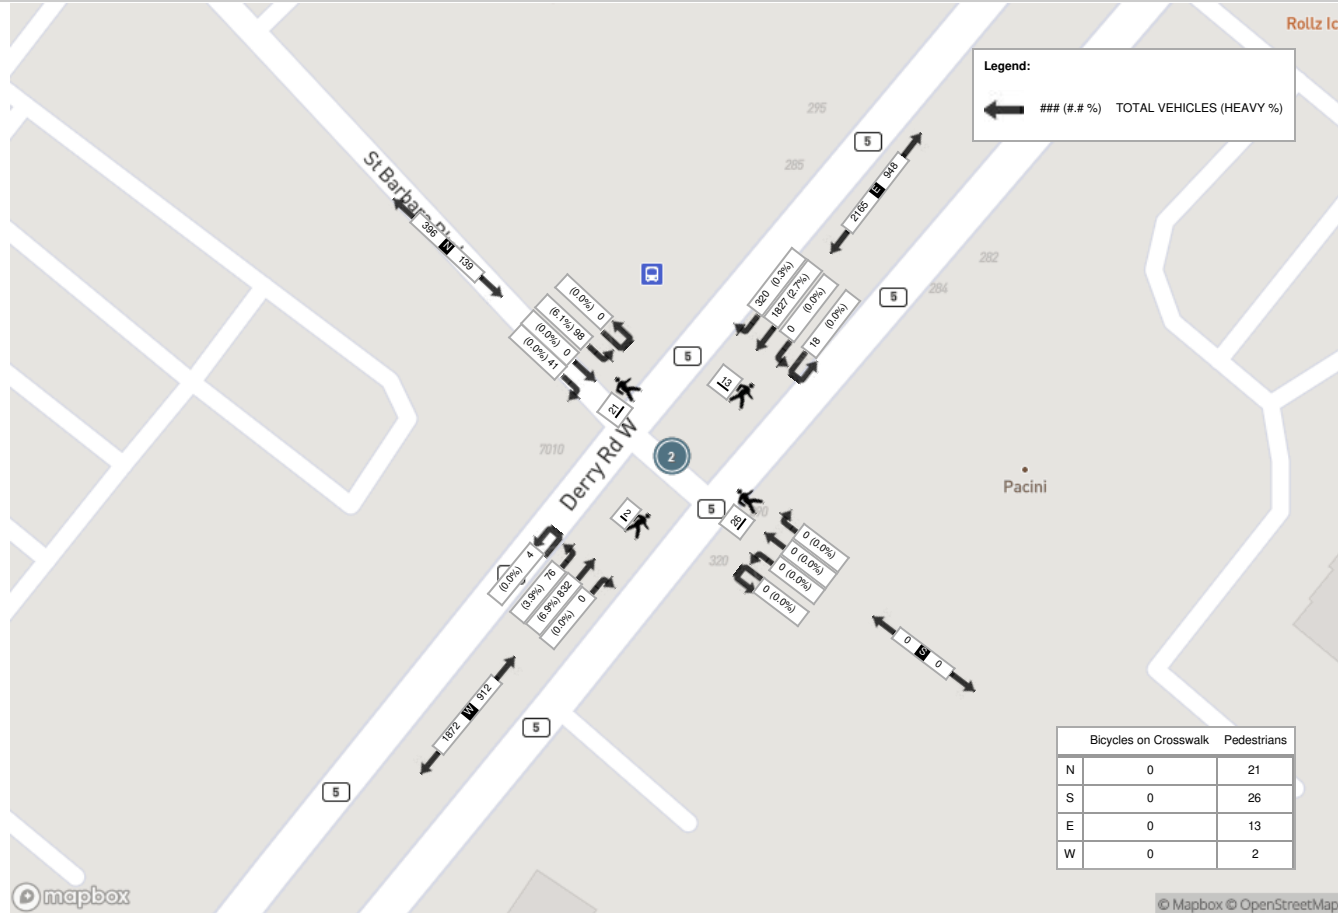 Rollz Ic
Legend:
### (#.# %) TOTAL VEHICLES (HEAVY %)
295
5
285
948
E
2165
St Barbara Bl
396
N
139
282
284
5
320 (0.3%)
1827 (2.7%)
0 (0.0%)
18 (0.0%)
(0.0%) 0
(6.1%) 98
(0.0%) 0
(0.0%) 41
5
13
21
Derry Rd W
7010
2
Pacini
5
26
2
320
0 (0.0%)
0 (0.0%)
0 (0.0%)
0 (0.0%)
(0.0%) 4
(3.9%) 76
(6.9%) 832
(0.0%) 0
0
S
0
912
W
1872
5
5
Bicycles on Crosswalk Pedestrians
N 0 21
S 0 26
E 0 13
W 0 2
mapbox
© Mapbox © OpenStreetMap